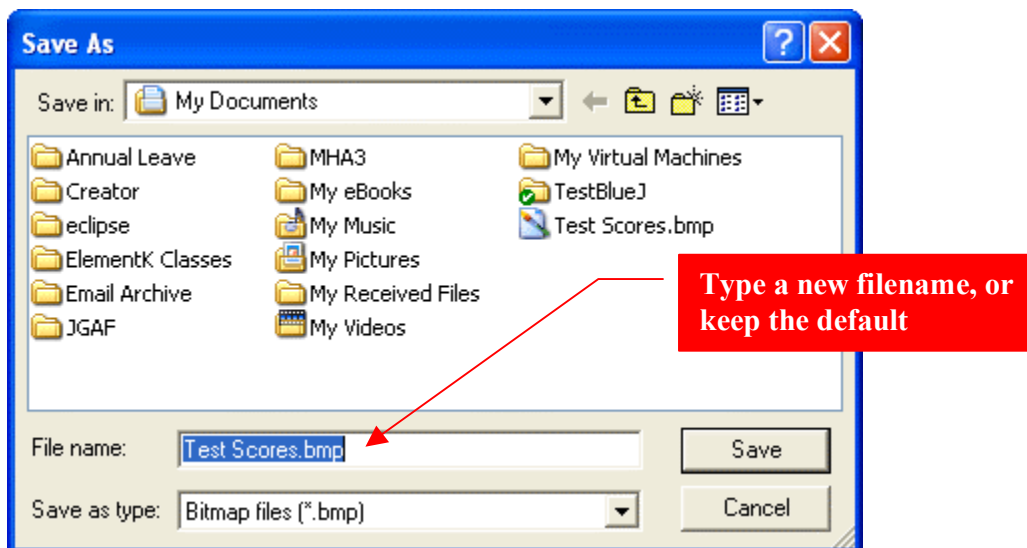 Save As
Save in: My Documents
Annual Leave
Creator
eclipse
ElementK Classes
Email Archive
JGAF
MHA3
My eBooks
My Music
My Pictures
My Received Files
My Videos
My Virtual Machines
TestBlueJ
Test Scores.bmp
Type a new filename, or
keep the default
File name: Test Scores.bmp Save
Save as type: Bitmap files (*.bmp) Cancel